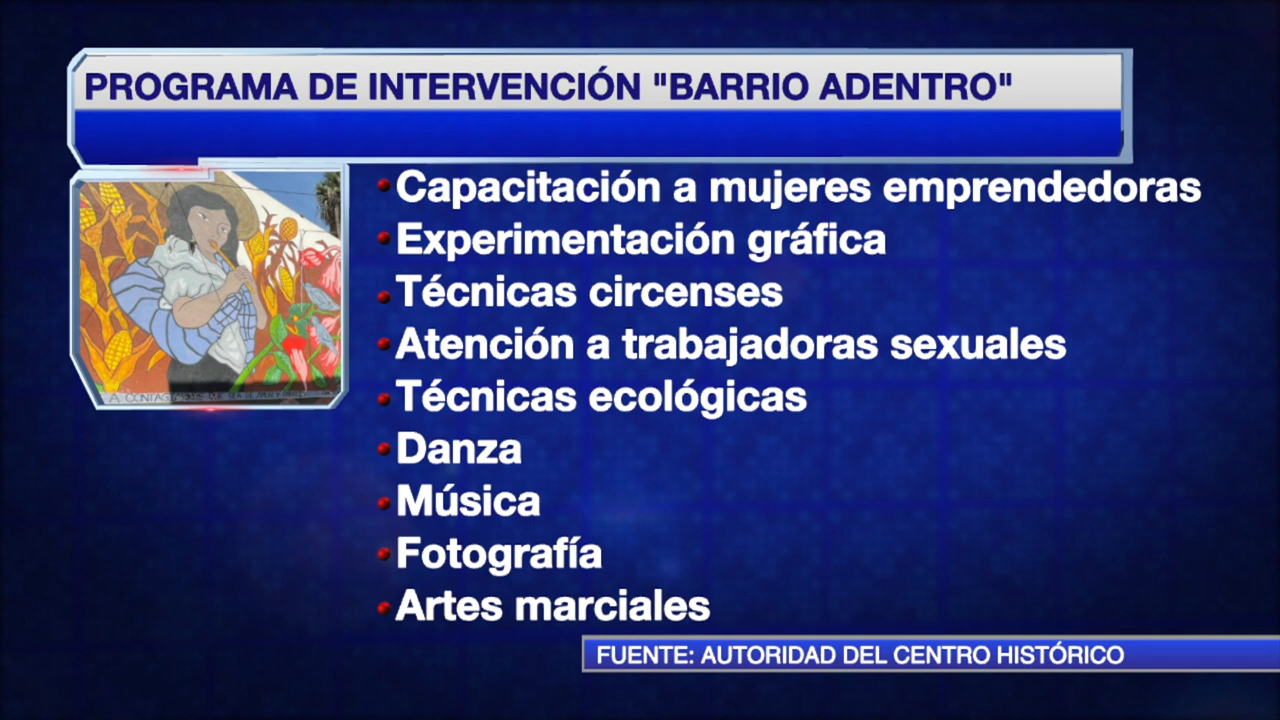 PROGRAMA DE INTERVENCIÓN "BARRIO ADENTRO"
Capacitación a mujeres emprendedoras
Experimentación gráfica
Técnicas circenses
Atención a trabajadoras sexuales
Técnicas ecológicas
Danza
Música
Fotografía
Artes marciales
FUENTE: AUTORIDAD DEL CENTRO HISTÓRICO